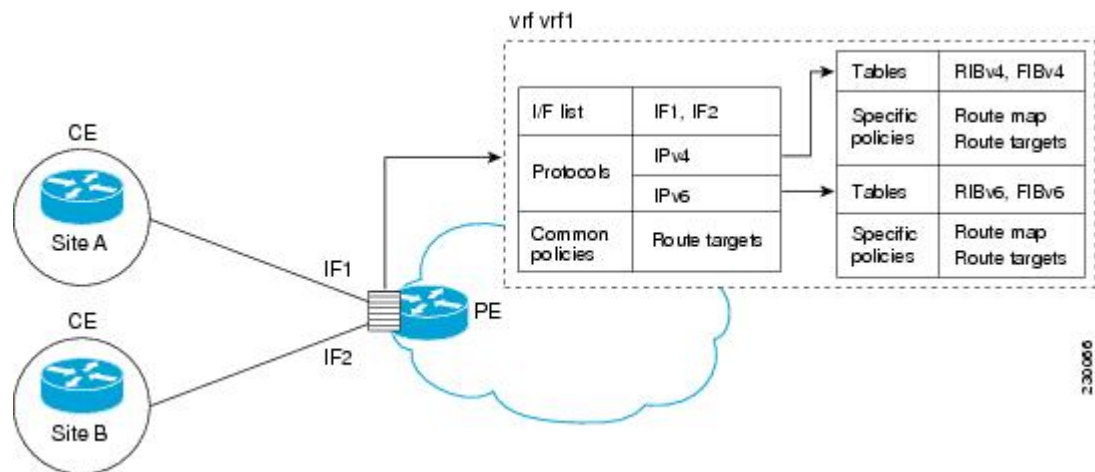 vrf vrf1
Tables RIBv4, FIBv4
Specific policies Route map
Route targets
Tables RIBv6, FIBv6
Specific policies Route map
Route targets
I/F list IF1, IF2
Protocols IPv4
IPv6
Common policies Route targets
CE
Site A
IF1
PE
CE
IF2
Site B
230066